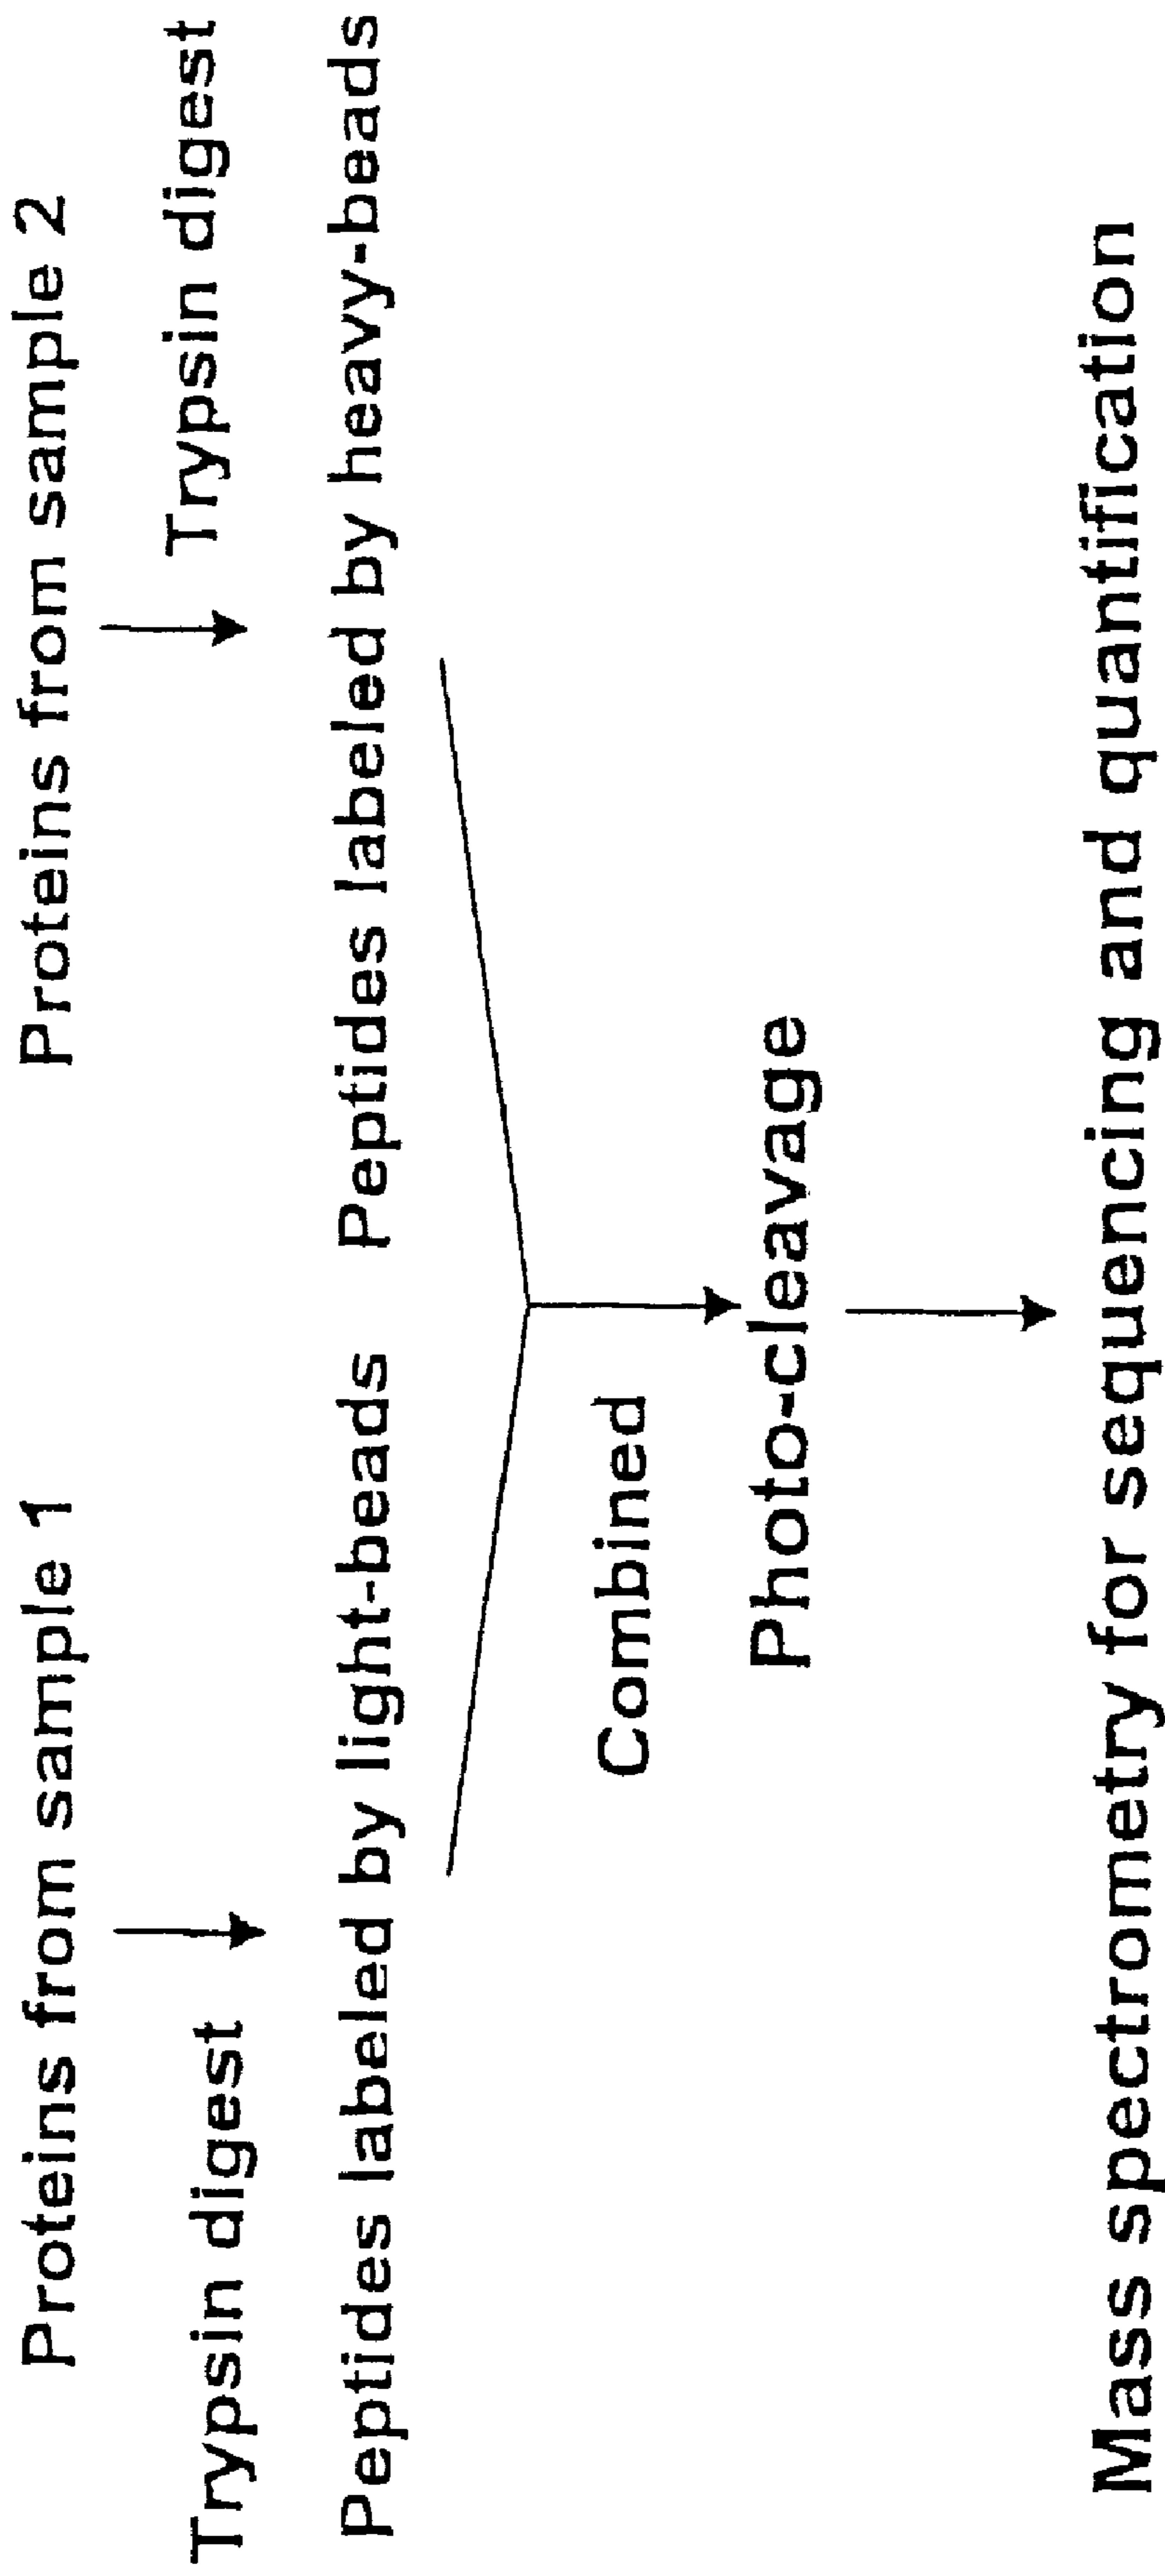 Proteins from sample 1
Proteins from sample 2
Trypsin digest
Trypsin digest
Peptides labeled by light-beads
Peptides labeled by heavy-beads
Combined
Photo-cleavage
Mass spectrometry for sequencing and quantification